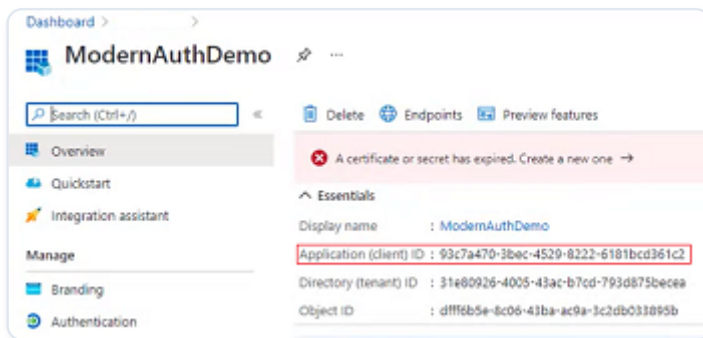 Dashboard > >
ModernAuthDemo ...
Search (Ctrl+/) «
Delete Endpoints Preview features
Overview
A certificate or secret has expired. Create a new one →
Quickstart
Essentials
Integration assistant
Display name : ModernAuthDemo
Manage
Application (client) ID : 93c7a470-3bec-4529-8222-6181bcd361c2
Directory (tenant) ID : 31e80926-4005-43ac-b7cd-793d875becea
Branding
Object ID : dfff6b5e-8c06-43ba-ac9a-3c2db033895b
Authentication